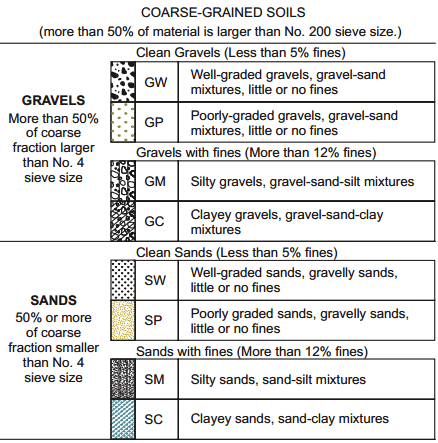 COARSE-GRAINED SOILS
(more than 50% of material is larger than No. 200 sieve size.)
Clean Gravels (Less than 5% fines)
GRAVELS
More than 50%
of coarse
fraction larger
than No. 4
sieve size
GW
Well-graded gravels, gravel-sand
mixtures, little or no fines
GP
Poorly-graded gravels, gravel-sand
mixtures, little or no fines
Gravels with fines (More than 12% fines)
GM
Silty gravels, gravel-sand-silt mixtures
GC
Clayey gravels, gravel-sand-clay
mixtures
Clean Sands (Less than 5% fines)
SANDS
50% or more
of coarse
fraction smaller
than No. 4
sieve size
SW
Well-graded sands, gravelly sands,
little or no fines
SP
Poorly graded sands, gravelly sands,
little or no fines
Sands with fines (More than 12% fines)
SM
Silty sands, sand-silt mixtures
SC
Clayey sands, sand-clay mixtures